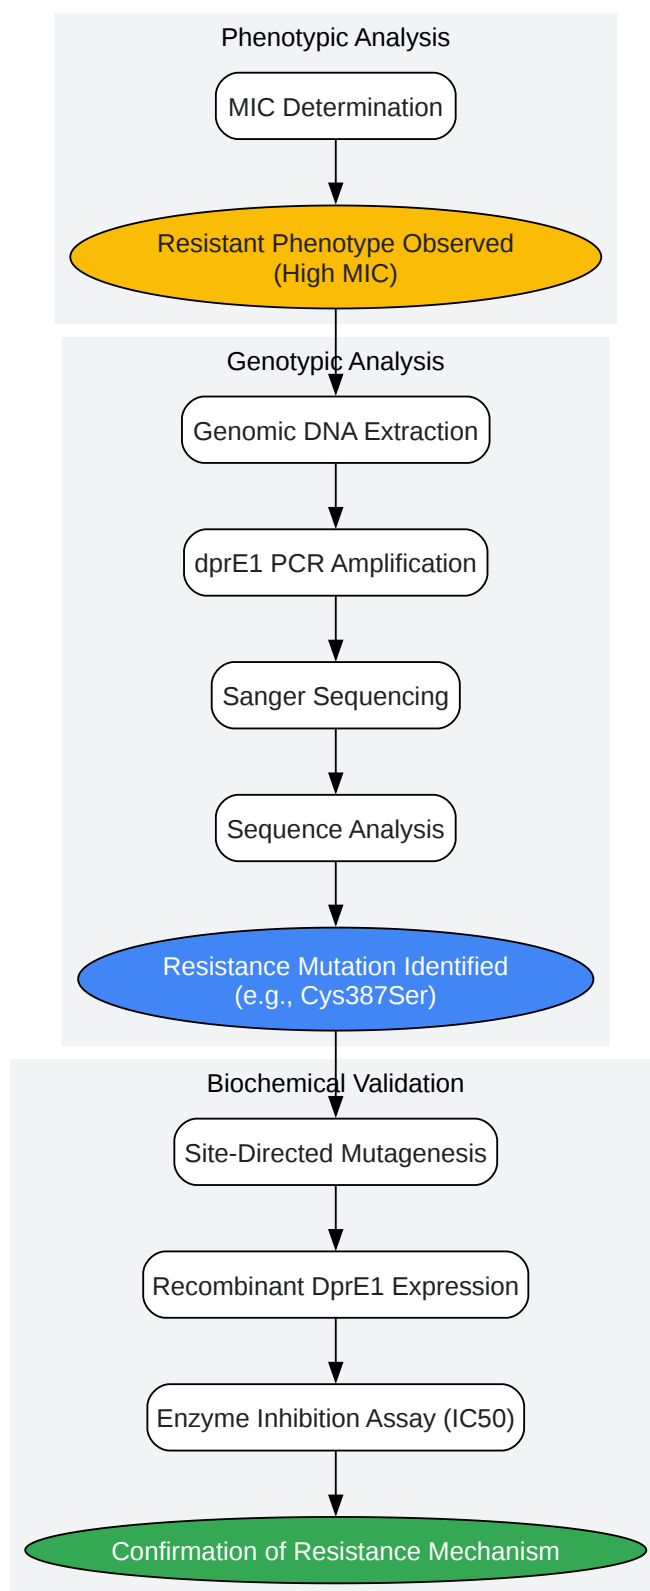 Phenotypic Analysis
MIC Determination
Resistant Phenotype Observed
(High MIC)
Genotypic Analysis
Genomic DNA Extraction
dprE1 PCR Amplification
Sanger Sequencing
Sequence Analysis
Resistance Mutation Identified
(e.g., Cys387Ser)
Biochemical Validation
Site-Directed Mutagenesis
Recombinant DprE1 Expression
Enzyme Inhibition Assay (IC50)
Confirmation of Resistance Mechanism